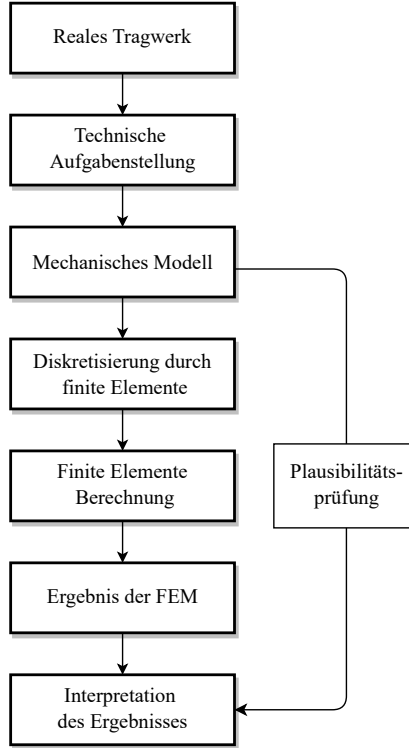 Reales Tragwerk
Technische
Aufgabenstellung
Mechanisches Modell
Diskretisierung durch
finite Elemente
Finite Elemente
Berechnung
Plausibilitäts-
prüfung
Ergebnis der FEM
Interpretation
des Ergebnisses